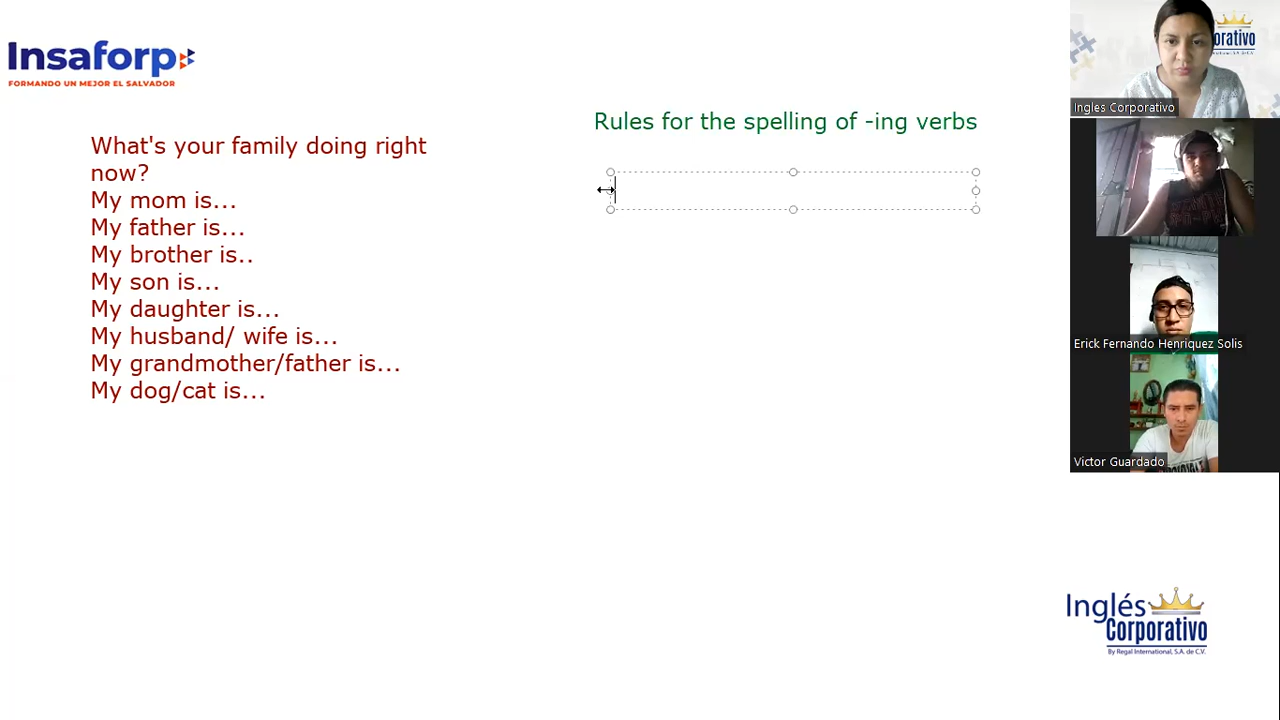 Insaforp
FORMANDO UN MEJOR EL SALVADOR
What's your family doing right
now?
My mom is...
My father is...
My brother is..
My son is...
My daughter is...
My husband/ wife is...
My grandmother/father is...
My dog/cat is...
Rules for the spelling of -ing verbs
orativo
Ingles Corporativo
Erick Fernando Henriquez Solis
Victor Guardado
Inglés
Corporativo
By Regal International, S.A. de C.V.